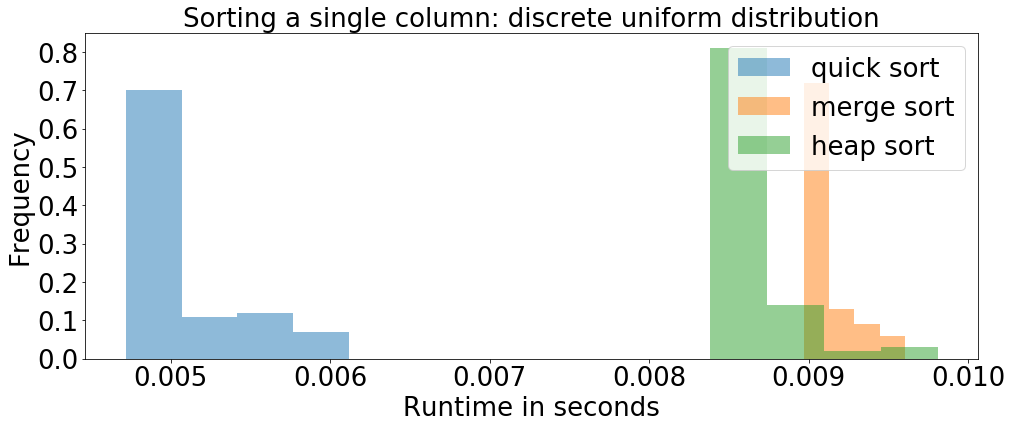 Sorting a single column: discrete uniform distribution
0.8
0.7
0.6
0.5
0.4
0.3
0.2
0.1
0.0
Frequency
quick sort
merge sort
heap sort
0.005 0.006 0.007 0.008 0.009 0.010
Runtime in seconds